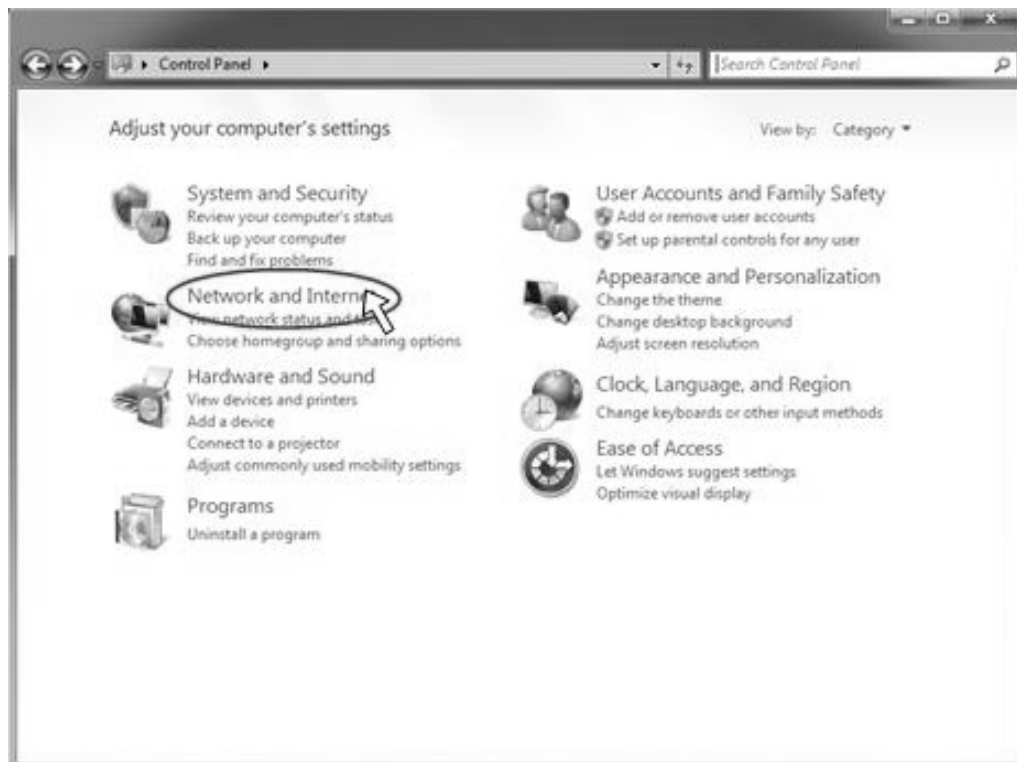 Control Panel
Search Control Panel
Adjust your computer's settings
View by: Category
System and Security
Review your computer's status
Back up your computer
Find and fix problems
Network and Intern
View network status and
Choose homegroup and sharing options
Hardware and Sound
View devices and printers
Add a device
Connect to a projector
Adjust commonly used mobility settings
Programs
Uninstall a program
User Accounts and Family Safety
Add or remove user accounts
Set up parental controls for any user
Appearance and Personalization
Change the theme
Change desktop background
Adjust screen resolution
Clock, Language, and Region
Change keyboards or other input methods
Ease of Access
Let Windows suggest settings
Optimize visual display